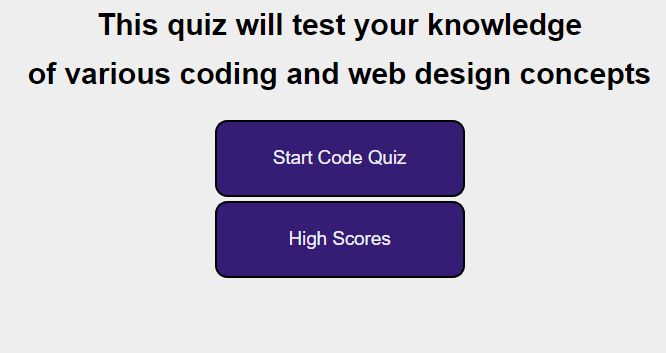 This quiz will test your knowledge
of various coding and web design concepts
Start Code Quiz
High Scores